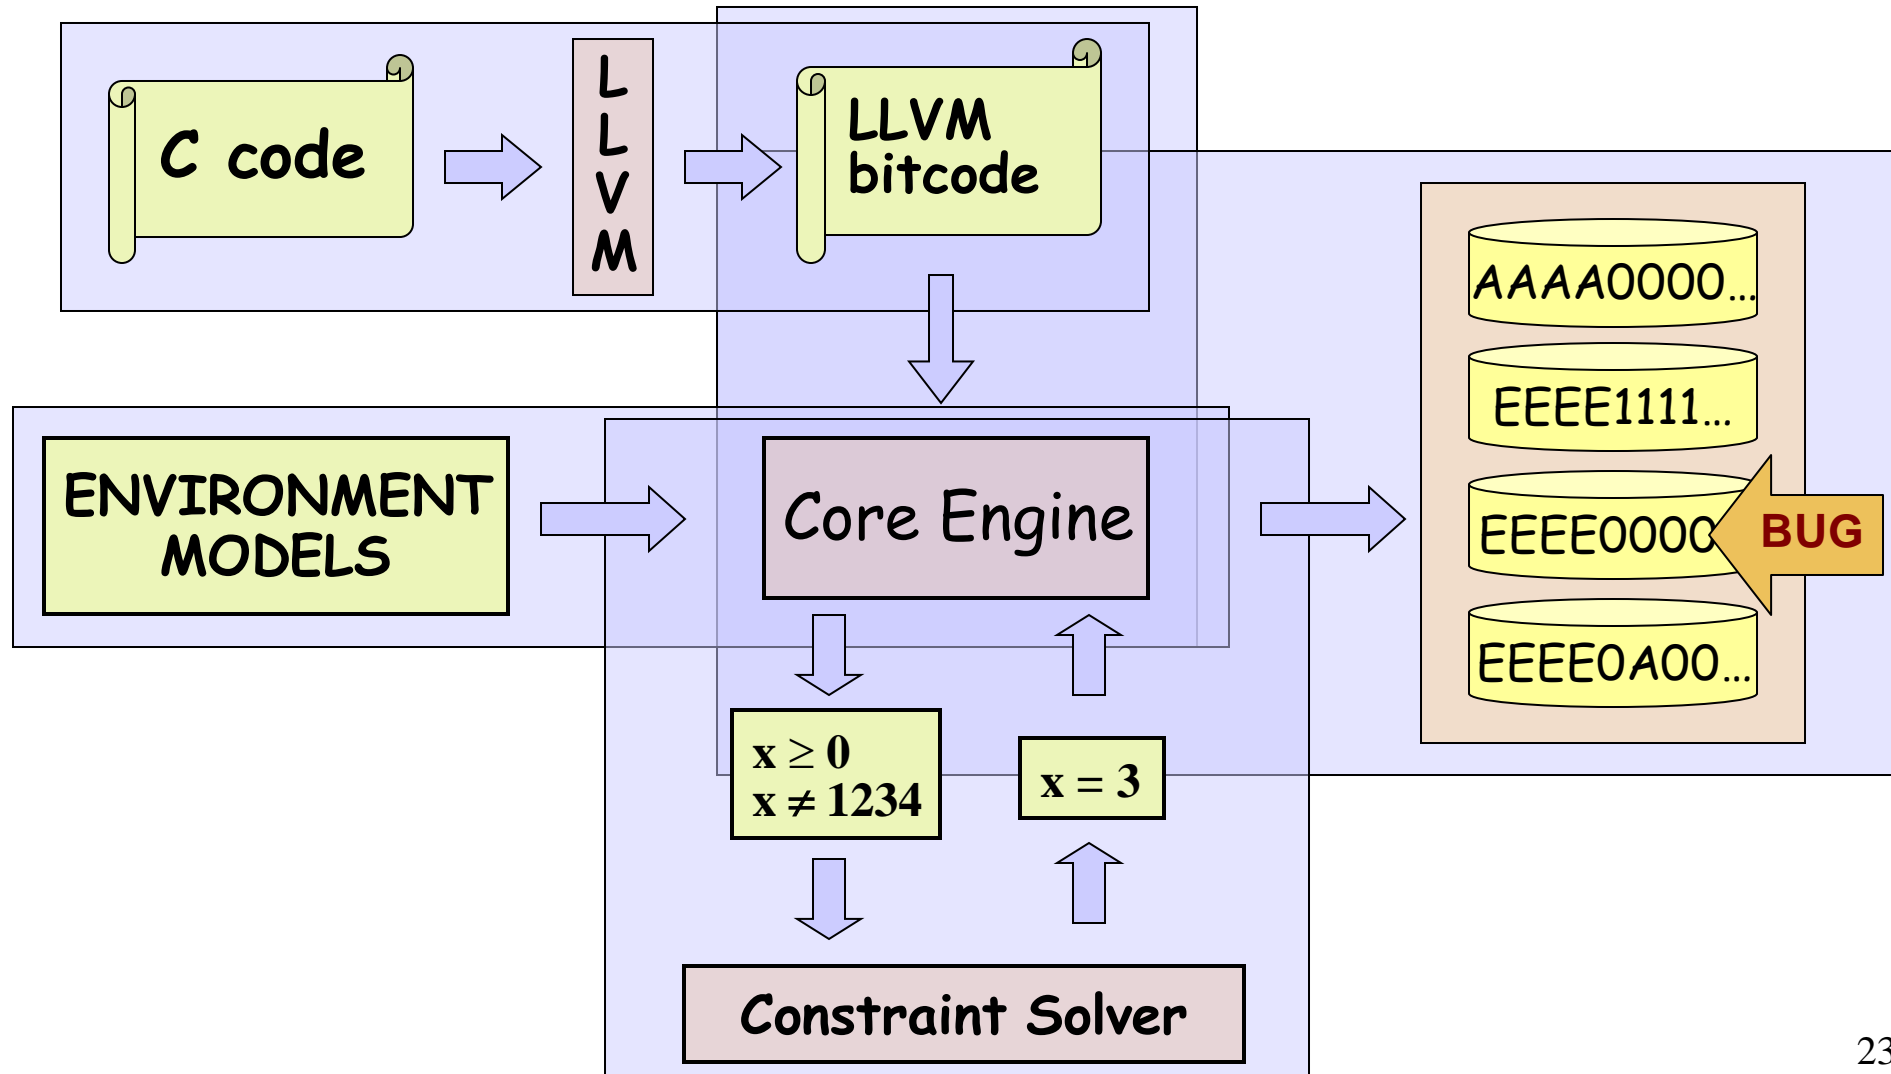 C code
L
L
V
M
LLVM
bitcode
ENVIRONMENT
MODELS
Core Engine
AAAA0000...
EEEE1111...
EEEE0000
BUG
EEEE0A00...
x ≥ 0
x ≠ 1234
x = 3
Constraint Solver
23